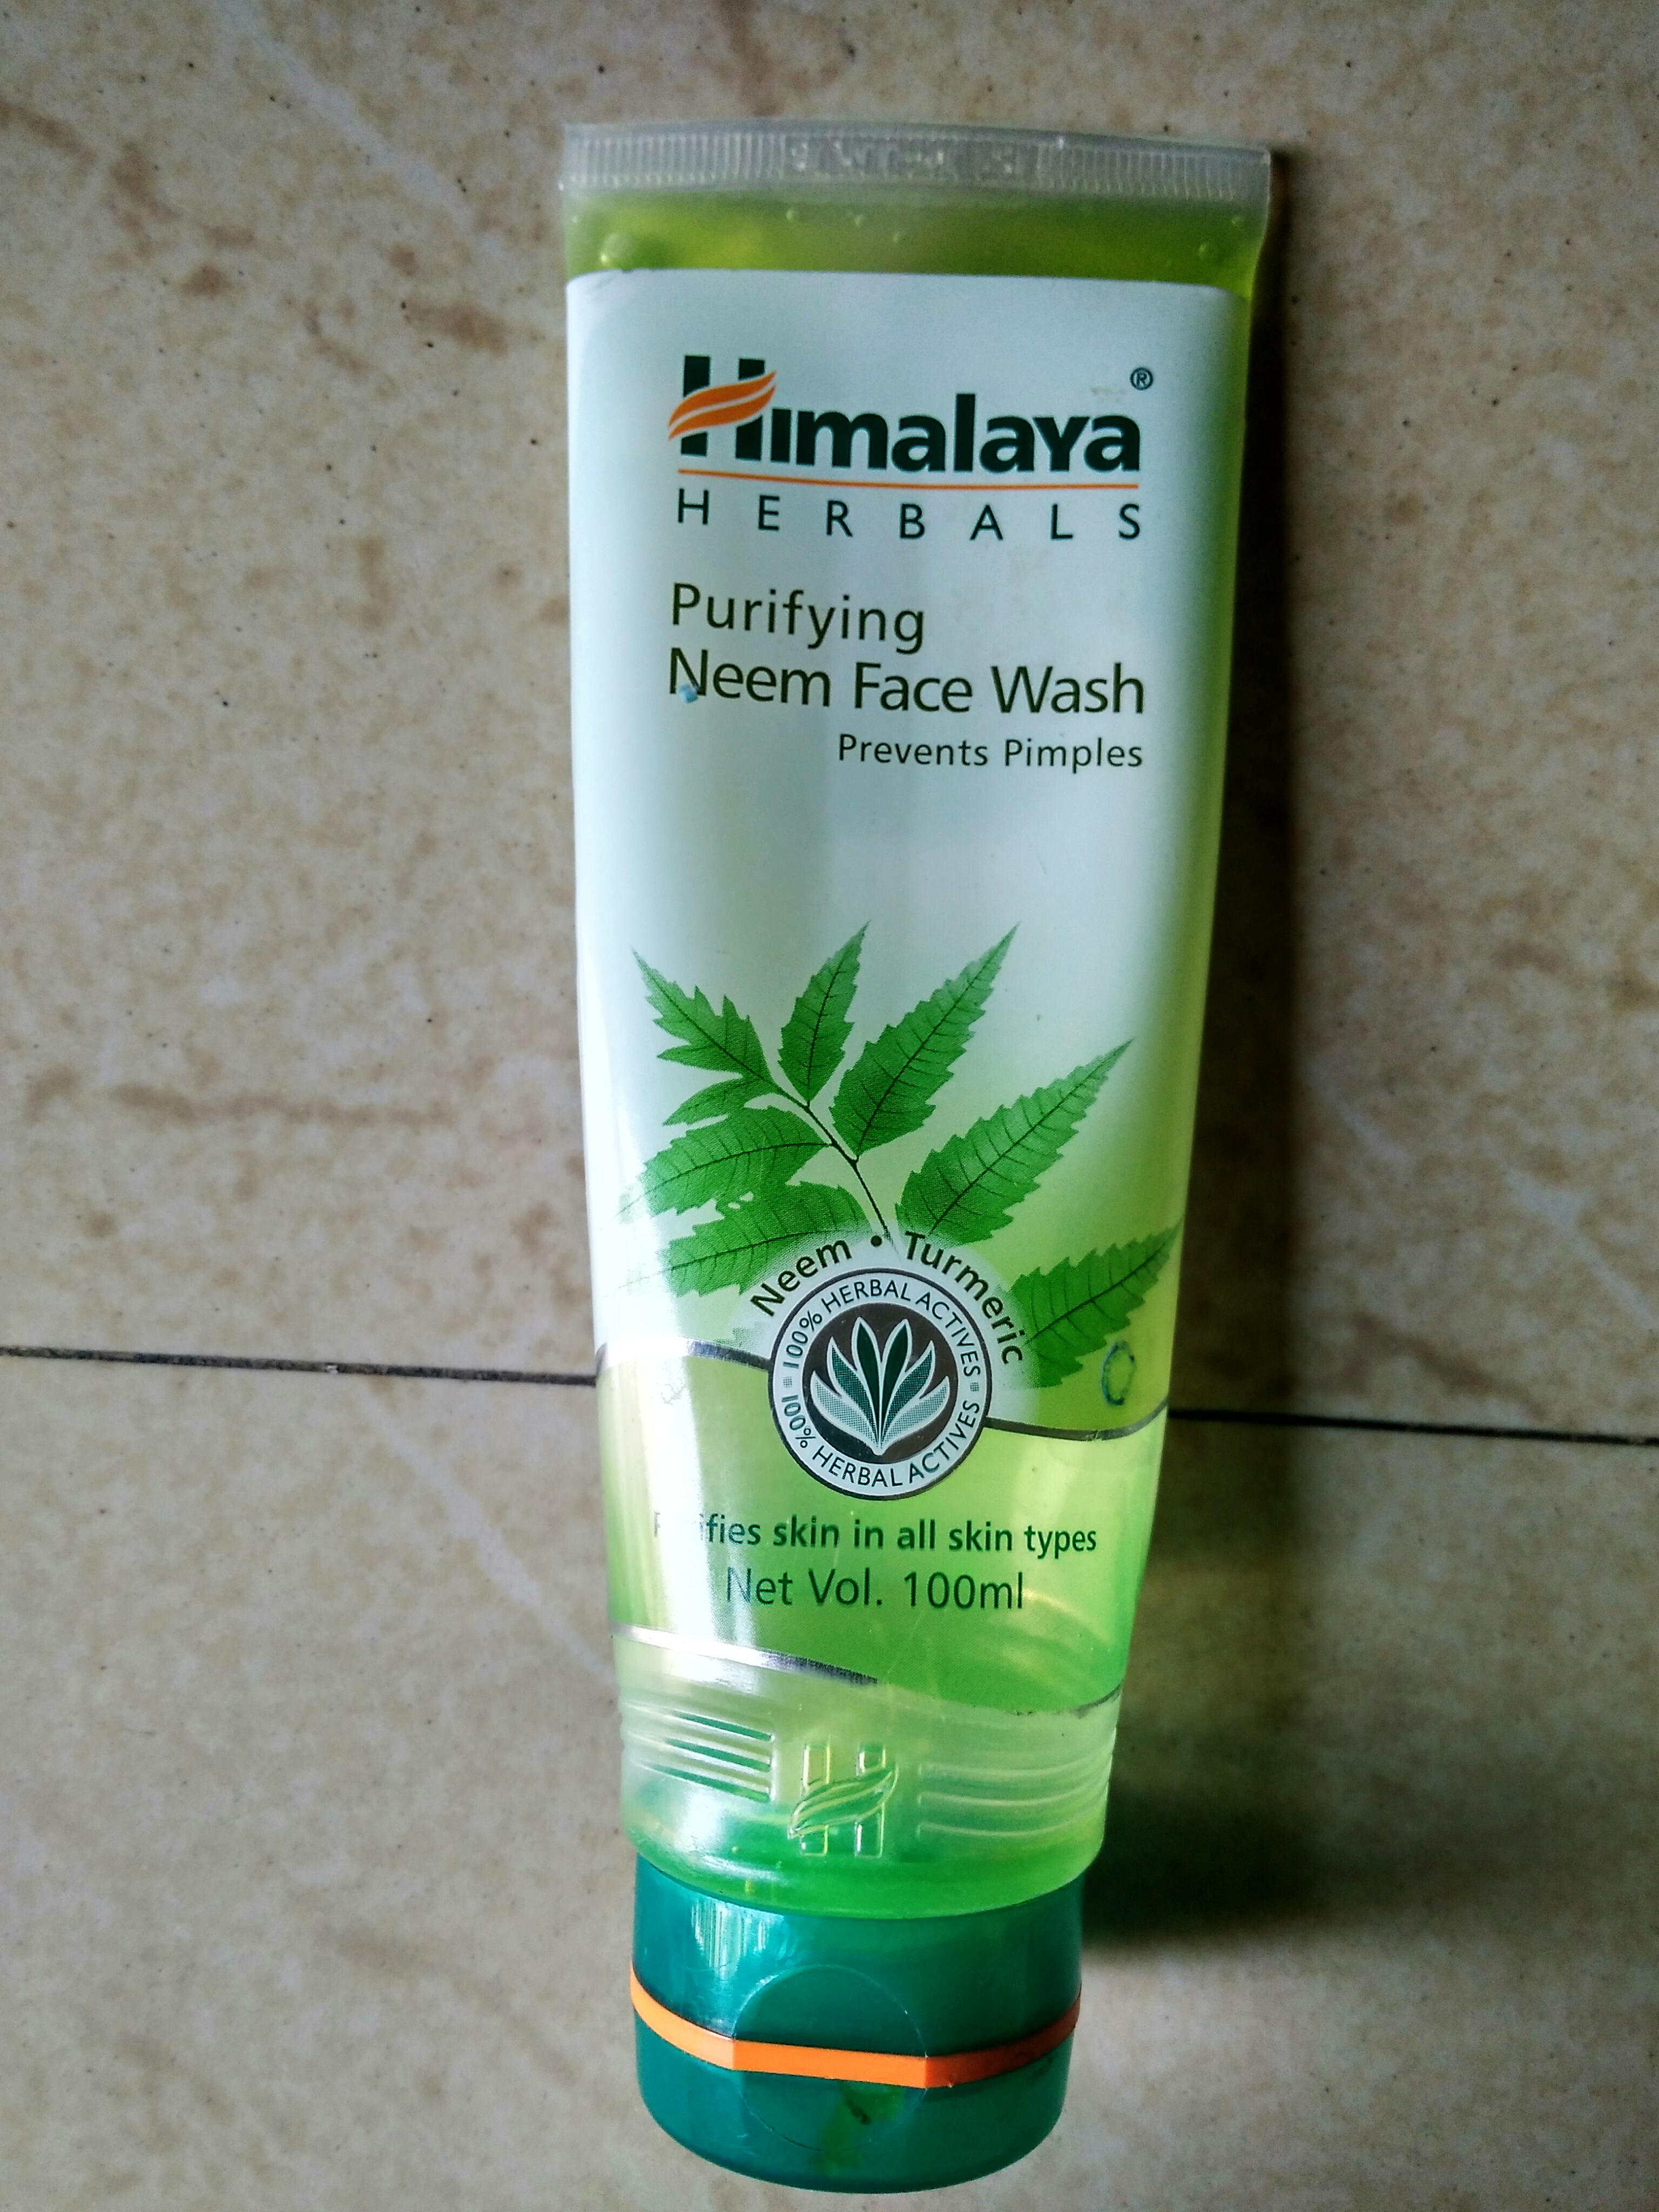 Himalaya®
HERBALS
Purifying
Neem Face Wash
Prevents Pimples
Neem • Turmeric
100% HERBAL ACTIVES
100% HERBAL ACTIVES
skin in all skin types
Net Vol. 100ml